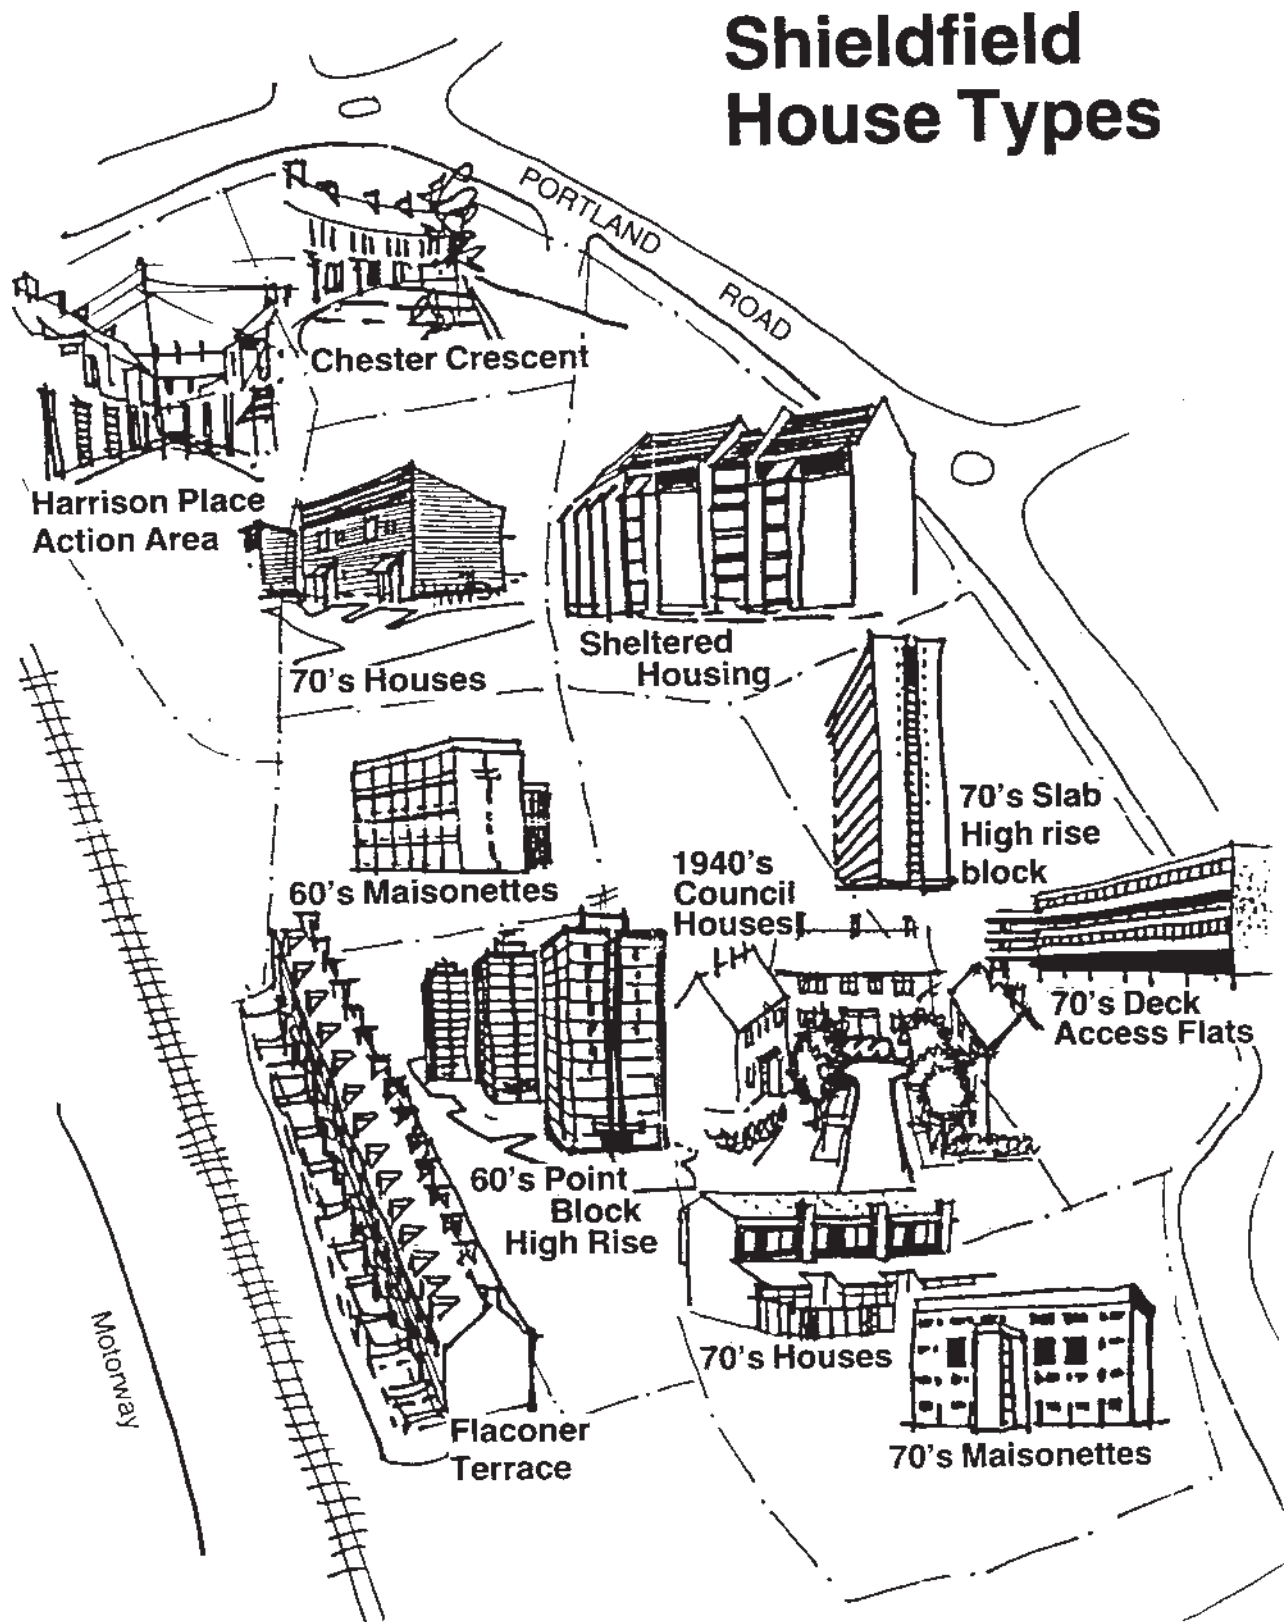 Shieldfield
House Types
PORTLAND
ROAD
Chester Crescent
Harrison Place
Action Area
Sheltered
Housing
70's Houses
70's Slab
High rise
block
60's Maisonettes
1940's
Council
Houses
70's Deck
Access Flats
60's Point
Block
High Rise
70's Houses
Motorway
Flaconer
Terrace
70's Maisonettes